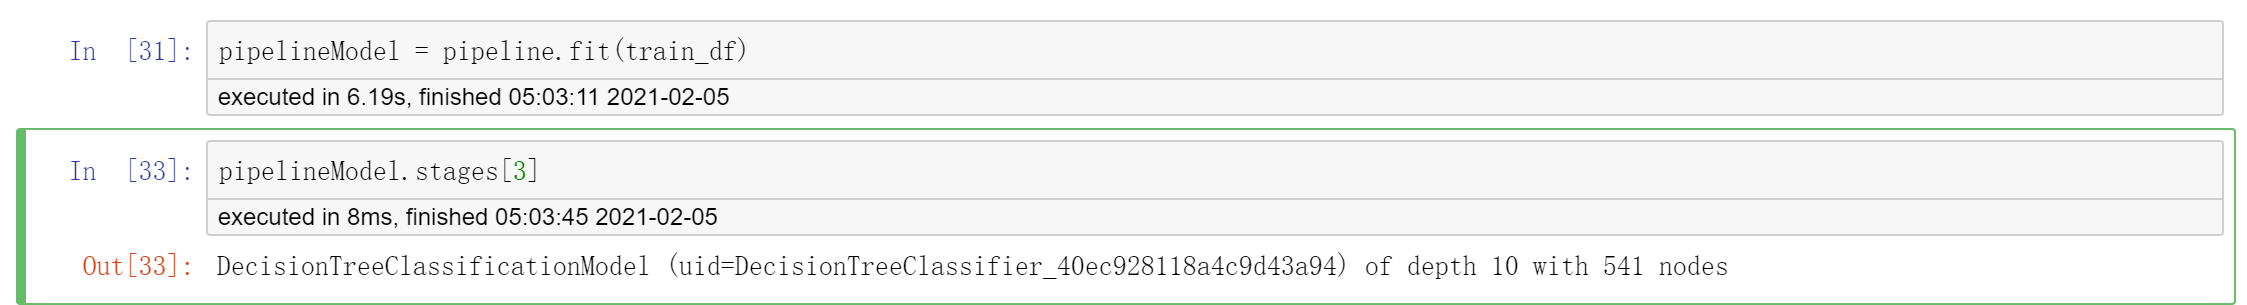 In [31]: pipelineModel = pipeline.fit(train_df)
executed in 6.19s, finished 05:03:11 2021-02-05
In [33]: pipelineModel.stages[3]
executed in 8ms, finished 05:03:45 2021-02-05
Out[33]: DecisionTreeClassificationModel (uid=DecisionTreeClassifier_40ec928118a4c9d43a94) of depth 10 with 541 nodes